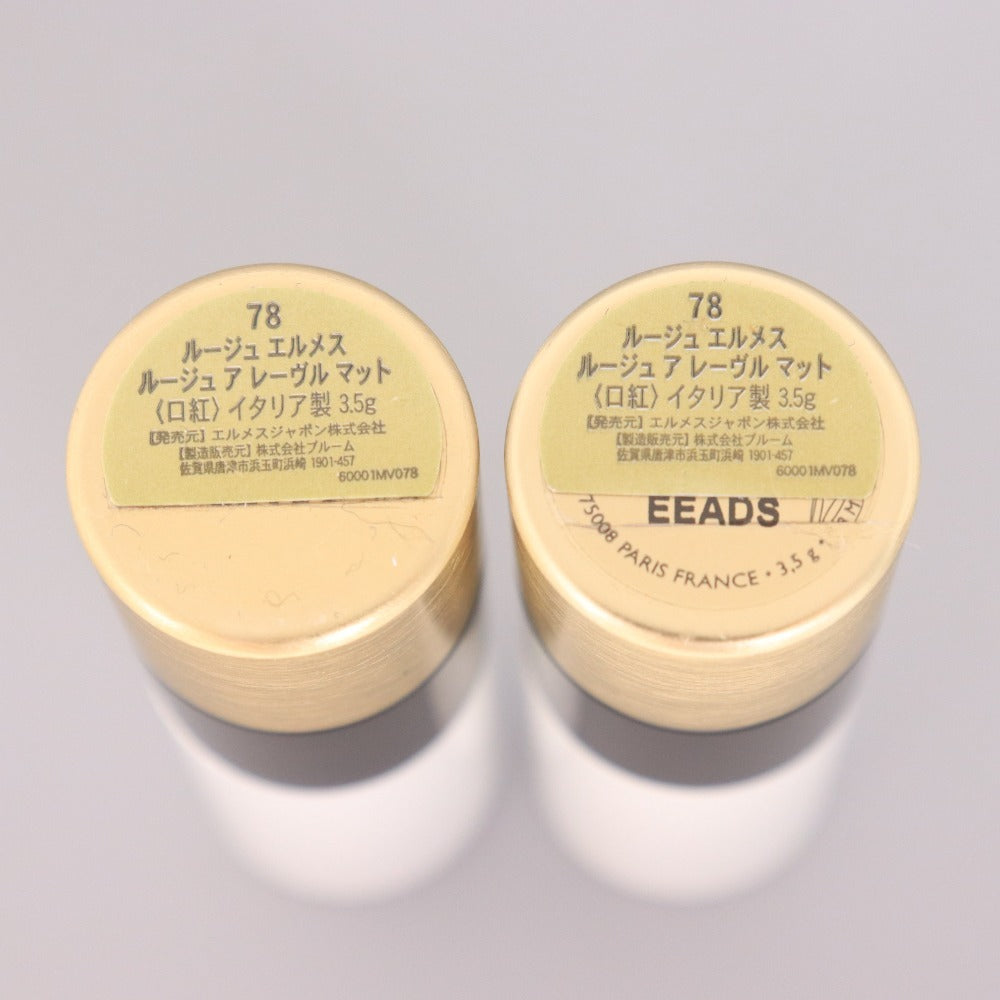 78
ルージュ エルメス
ルージュ ア レーヴル マット
〈口紅〉イタリア製 3.5g
【発売元】エルメスジャポン株式会社
【製造販売元】株式会社ブルーム
佐賀県唐津市浜玉町浜崎 1901-457
60001MV078
78
ルージュ エルメス
ルージュ ア レーヴル マット
〈口紅〉イタリア製 3.5g
【発売元】エルメスジャポン株式会社
【製造販売元】株式会社ブルーム
佐賀県唐津市浜玉町浜崎 1901-457
60001MV078
EEADS
75008 PARIS FRANCE • 3,5 g •